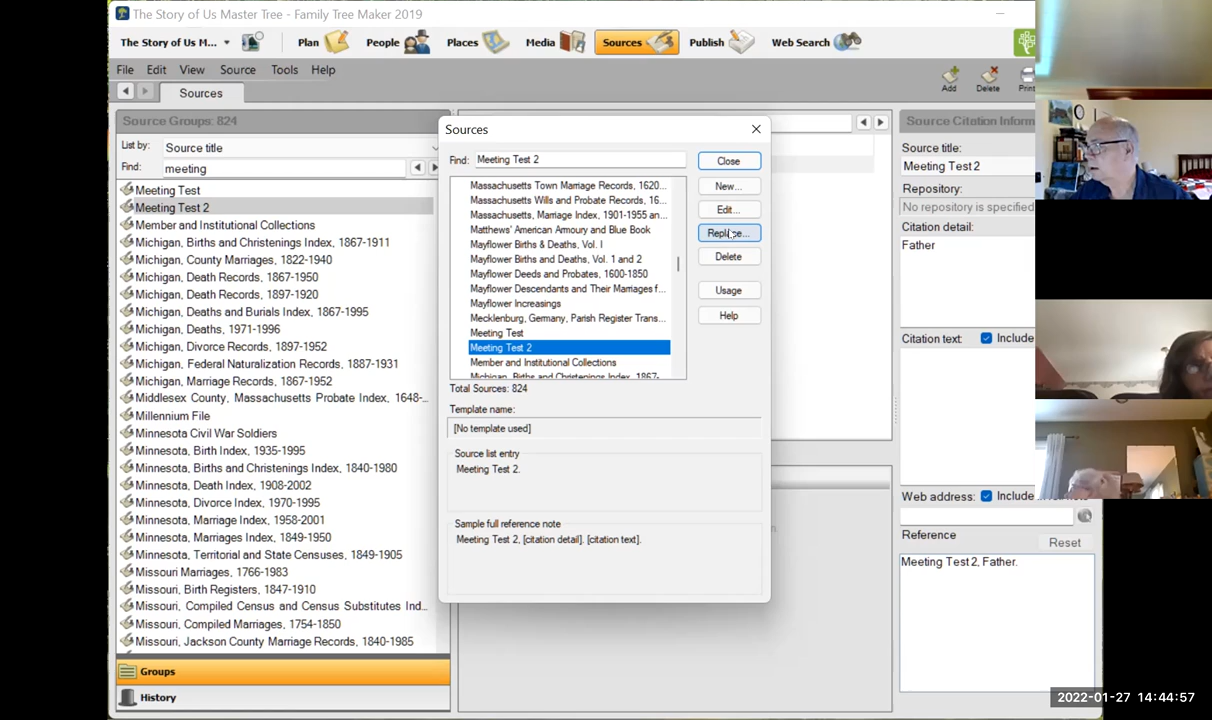 The Story of Us Master Tree - Family Tree Maker 2019
The Story of Us M...
Plan
People
Places
Media
Sources
Publish
Web Search
File Edit View Source Tools Help
Add
Delete
Print
Sources
Source Groups: 824
List by: Source title
Find: meeting
Meeting Test
Meeting Test 2
Member and Institutional Collections
Michigan, Births and Christenings Index, 1867-1911
Michigan, County Marriages, 1822-1940
Michigan, Death Records, 1867-1950
Michigan, Death Records, 1897-1920
Michigan, Deaths and Burials Index, 1867-1995
Michigan, Deaths, 1971-1996
Michigan, Divorce Records, 1897-1952
Michigan, Federal Naturalization Records, 1887-1931
Michigan, Marriage Records, 1867-1952
Middlesex County, Massachusetts Probate Index, 1648-...
Millennium File
Minnesota Civil War Soldiers
Minnesota, Birth Index, 1935-1995
Minnesota, Births and Christenings Index, 1840-1980
Minnesota, Death Index, 1908-2002
Minnesota, Divorce Index, 1970-1995
Minnesota, Marriage Index, 1958-2001
Minnesota, Marriages Index, 1849-1950
Minnesota, Territorial and State Censuses, 1849-1905
Missouri Marriages, 1766-1983
Missouri, Birth Registers, 1847-1910
Missouri, Compiled Census and Census Substitutes Ind...
Missouri, Compiled Marriages, 1754-1850
Missouri, Jackson County Marriage Records, 1840-1985
Groups
History
Sources
Find: Meeting Test 2
Massachusetts Town Marriage Records, 1620...
Massachusetts Wills and Probate Records, 16...
Massachusetts, Marriage Index, 1901-1955 an...
Matthews' American Armoury and Blue Book
Mayflower Births & Deaths, Vol. I
Mayflower Births and Deaths, Vol. 1 and 2
Mayflower Deeds and Probates, 1600-1850
Mayflower Descendants and Their Marriages f...
Mayflower Increasings
Mecklenburg, Germany, Parish Register Trans...
Meeting Test
Meeting Test 2
Member and Institutional Collections
Michigan, Births and Christenings Index, 1867-
Close
New...
Edit...
Replace...
Delete
Usage
Help
Total Sources: 824
Template name:
[No template used]
Source list entry
Meeting Test 2.
Sample full reference note
Meeting Test 2, [citation detail]. [citation text].
Source Citation Inform
Source title:
Meeting Test 2
Repository:
No repository is specified
Citation detail:
Father
Citation text: Include
Web address: Include
Reference
Reset
Meeting Test 2, Father.
2022-01-27 14:44:57